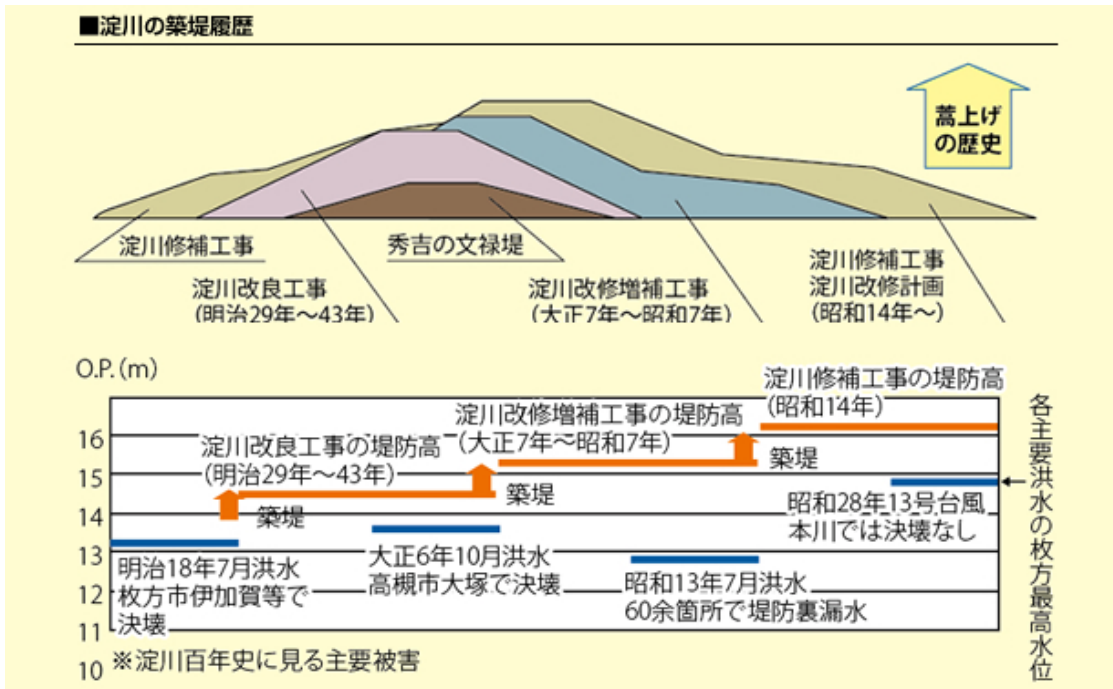 ■淀川の築堤履歴
嵩上げ
の歴史
淀川修補工事
秀吉の文禄堤
淀川改良工事
(明治29年～43年)
淀川改修増補工事
(大正7年～昭和7年)
淀川修補工事
淀川改修計画
(昭和14年～)
O.P.(m)
16
15
14
13
12
11
10
淀川改良工事の堤防高
(明治29年～43年)
築堤
淀川改修増補工事の堤防高
(大正7年～昭和7年)
築堤
淀川修補工事の堤防高
(昭和14年)
築堤
明治18年7月洪水
枚方市伊加賀等で
決壊
大正6年10月洪水
高槻市大塚で決壊
昭和13年7月洪水
60余箇所で堤防裏漏水
昭和28年13号台風
本川では決壊なし
各主要洪水の枚方最高水位
※淀川百年史に見る主要被害